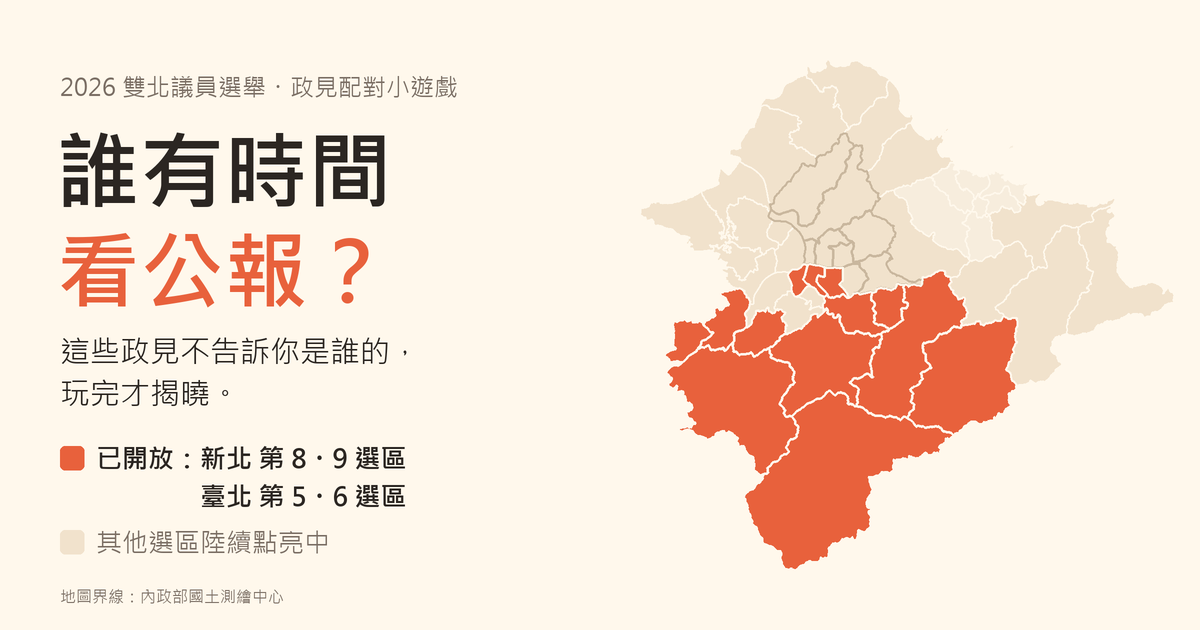 2026 雙北議員選舉・政見配對小遊戲
誰有時間
看公報？
這些政見不告訴你是誰的，
玩完才揭曉。
已開放：新北 第 8・9 選區
臺北 第 5・6 選區
其他選區陸續點亮中
地圖界線：內政部國土測繪中心